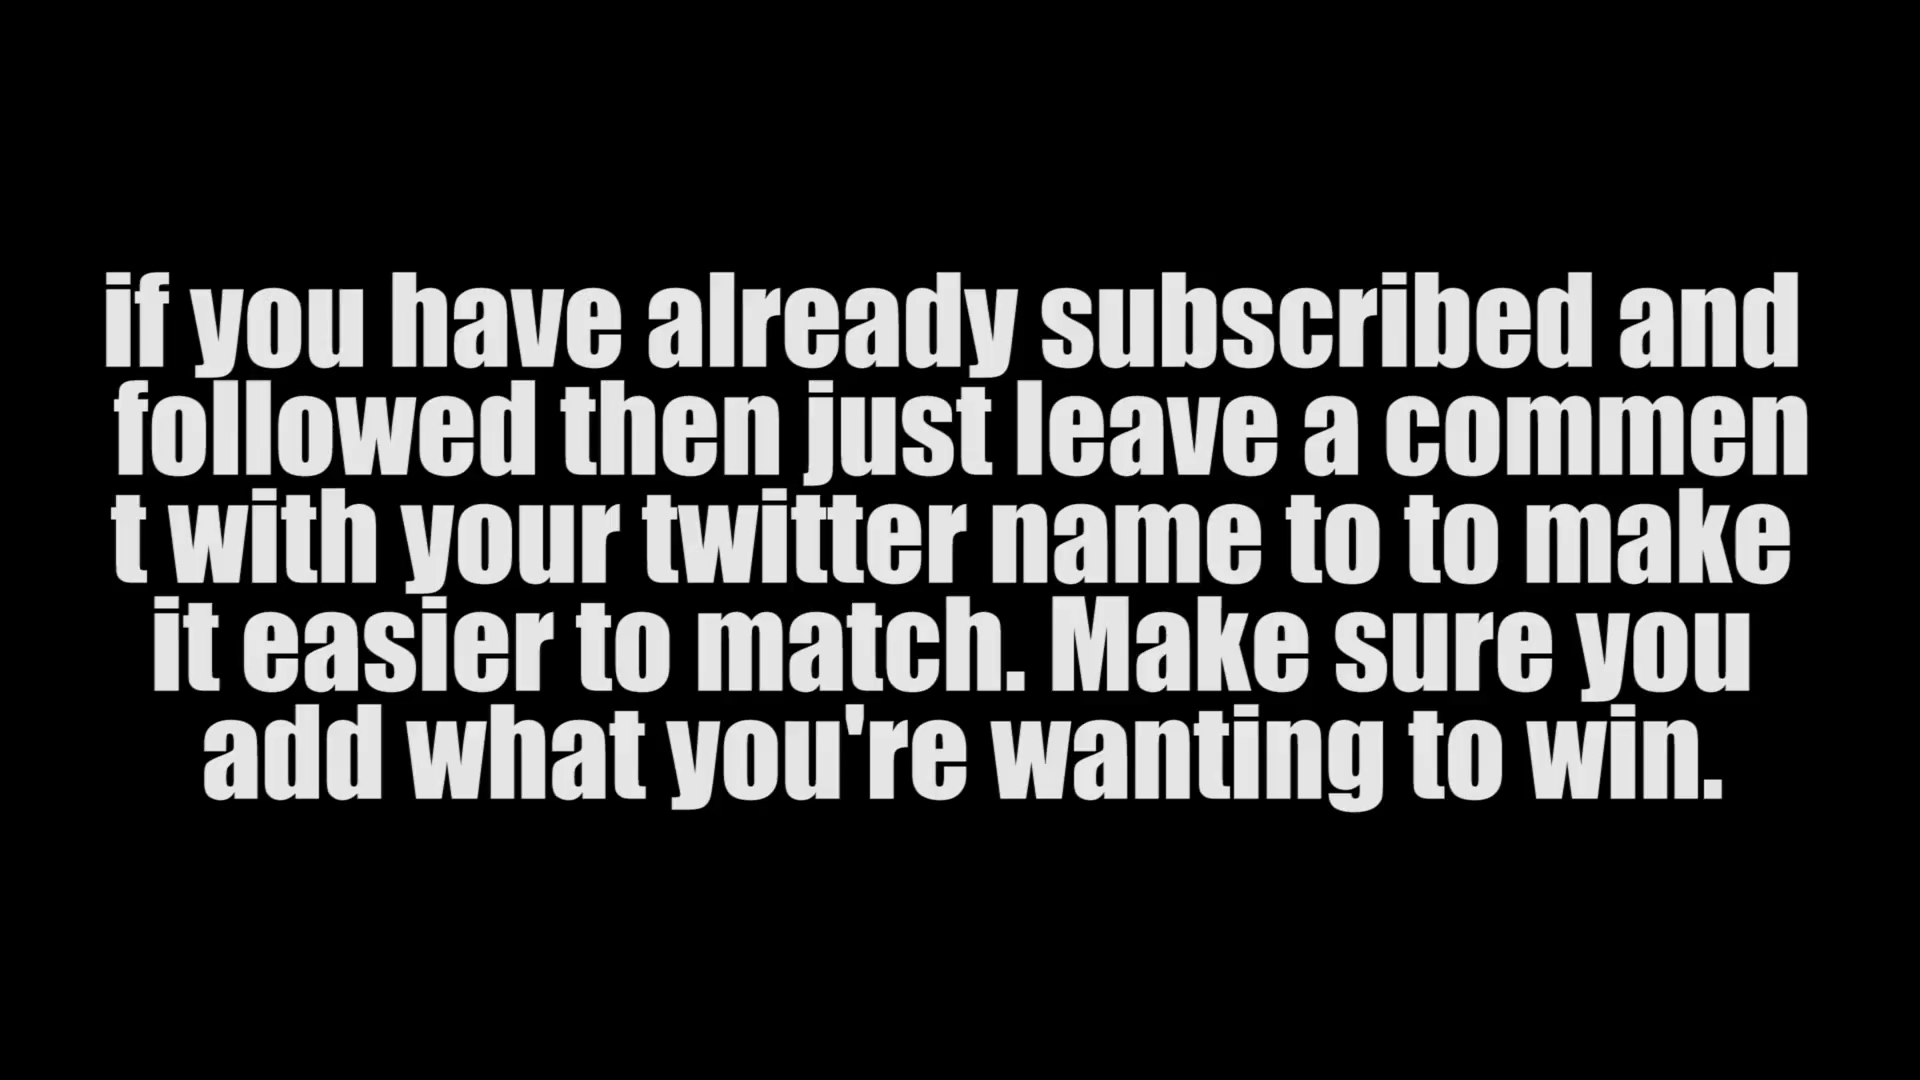 if you have already subscribed and
followed then just leave a commen
t with your twitter name to to make
it easier to match. Make sure you
add what you're wanting to win.